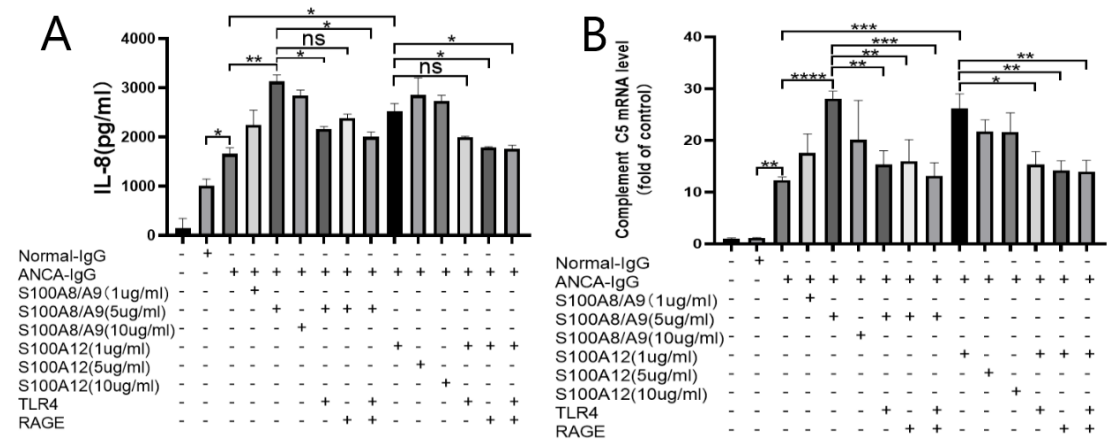 A
IL-8(pg/ml)
4000
3000
2000
1000
0
*
**
*
ns
*
*
ns
*
*
Normal-IgG - + - - - - - - - - - - - - -
ANCA-IgG - - + + + + + + + + + + + + +
S100A8/A9(1ug/ml) - - - + - - - - - - - - - - -
S100A8/A9(5ug/ml) - - - - + - + + + - - - - - -
S100A8/A9(10ug/ml) - - - - - + - - - - - - - - -
S100A12(1ug/ml) - - - - - - - - - + - - + + +
S100A12(5ug/ml) - - - - - - - - - - + - - - -
S100A12(10ug/ml) - - - - - - - - - - - + - - -
TLR4 - - - - - - + - + - - - + - +
RAGE - - - - - - - + + - - - - + +
B
Complement C5 mRNA level
(fold of control)
40
30
20
10
0
**
****
***
***
**
**
**
**
*
Normal-IgG - + - - - - - - - - - - - - -
ANCA-IgG - - + + + + + + + + + + + + +
S100A8/A9(1ug/ml) - - - + - - - - - - - - - - -
S100A8/A9(5ug/ml) - - - - + - + + + - - - - - -
S100A8/A9(10ug/ml) - - - - - + - - - - - - - - -
S100A12(1ug/ml) - - - - - - - - - + - - + + +
S100A12(5ug/ml) - - - - - - - - - - + - - - -
S100A12(10ug/ml) - - - - - - - - - - - + - - -
TLR4 - - - - - - + - + - - - + - +
RAGE - - - - - - - + + - - - - + +